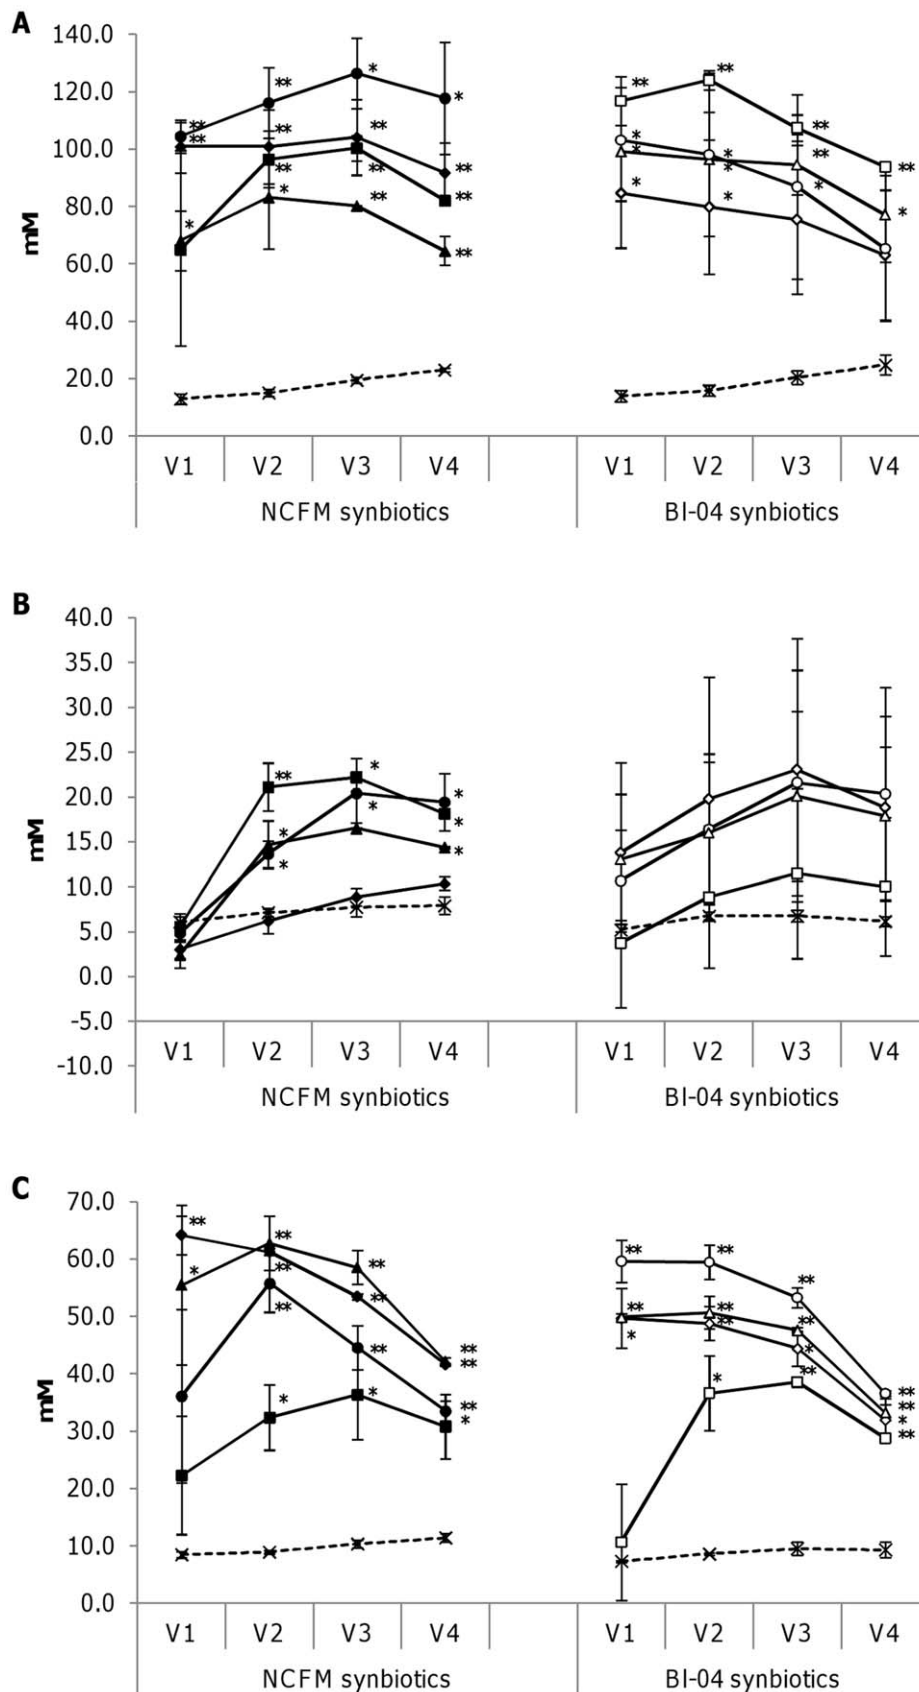 A
140.0
120.0
100.0
80.0
60.0
40.0
20.0
0.0
mM
** ** * *
** ** ** **
* ** ** **
* ** **
** ** ** **
* * ** *
* * *
* *
V1 V2 V3 V4 V1 V2 V3 V4
NCFM synbiotics BI-04 synbiotics
B
40.0
35.0
30.0
25.0
20.0
15.0
10.0
5.0
0.0
-5.0
-10.0
mM
** * *
* * *
* *
V1 V2 V3 V4 V1 V2 V3 V4
NCFM synbiotics BI-04 synbiotics
C
70.0
60.0
50.0
40.0
30.0
20.0
10.0
0.0
mM
** ** ** **
* ** ** **
** ** **
* * *
** ** ** **
** ** ** **
* ** * *
* ** **
V1 V2 V3 V4 V1 V2 V3 V4
NCFM synbiotics BI-04 synbiotics